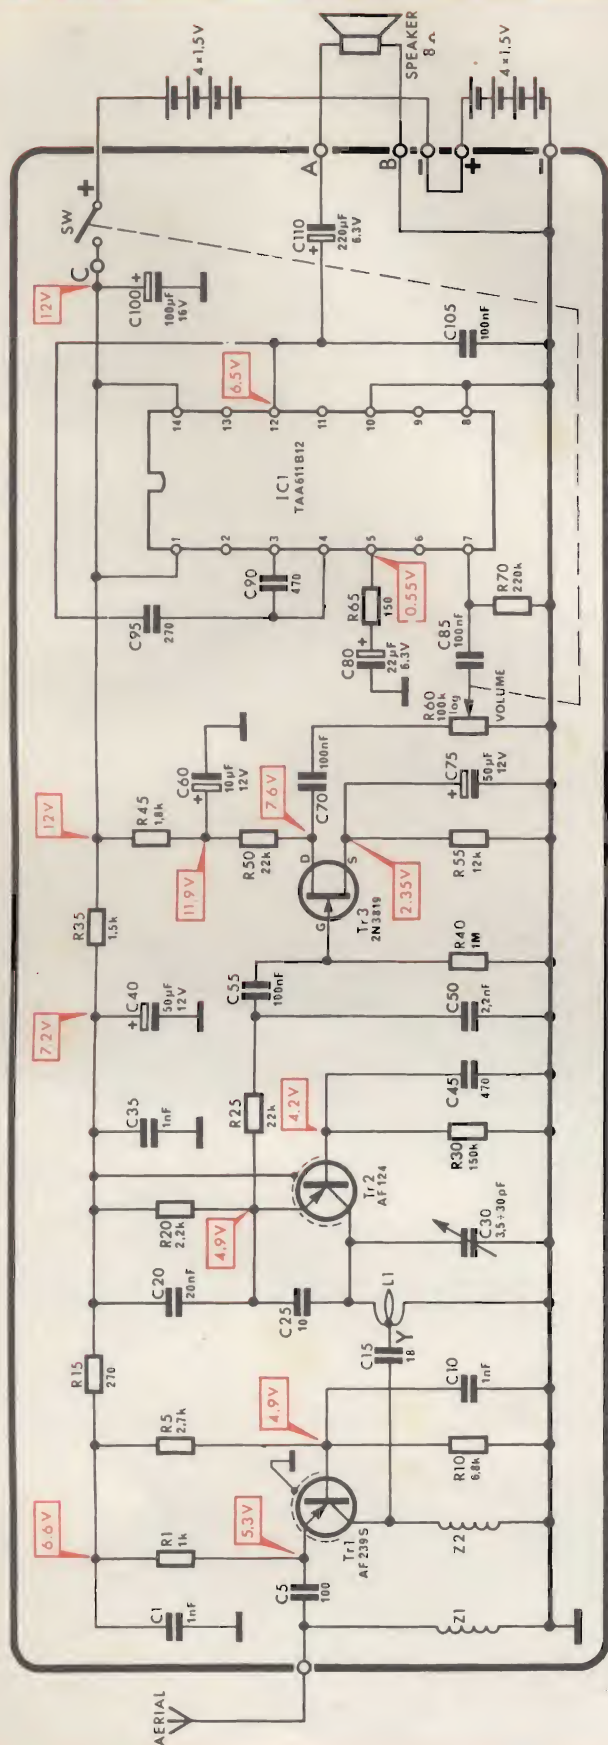 AERIAL
C1
1nF
6.6V
R1
1k
5.3V
C5
100
Z1
Tr1
AF239S
R5
2.7k
4.9V
R10
6.8k
C10
1nF
Z2
R15
270
C15
18
Y
L1
C20
20nF
C25
10
R20
2.2k
4.9V
Tr2
AF124
C30
3,5÷30pF
C35
1nF
7.2V
C40
50µF
12V
+
R25
22k
4.2V
R30
150k
C45
470
C50
2,2nF
C55
100nF
R35
1.5k
R40
1M
G
D
S
Tr3
2N3819
12V
R45
1,8k
11.9V
R50
22k
C60
10µF
12V
+
7.6V
C70
100nF
2.35V
R55
12k
C75
50µF
12V
+
R60
100k
log
VOLUME
C80
22µF
6.3V
+
R65
150
0.55V
C85
100nF
R70
220k
C95
270
C90
470
1
2
3
4
5
6
7
IC1
TAA611B12
14
13
12
11
10
9
8
6.5V
12V
C100
100µF
16V
+
C
SW
+
C110
220µF
6.3V
+
C105
100nF
A
B
-
+
-
SPEAKER
8Ω
4×1,5V
4×1.5V